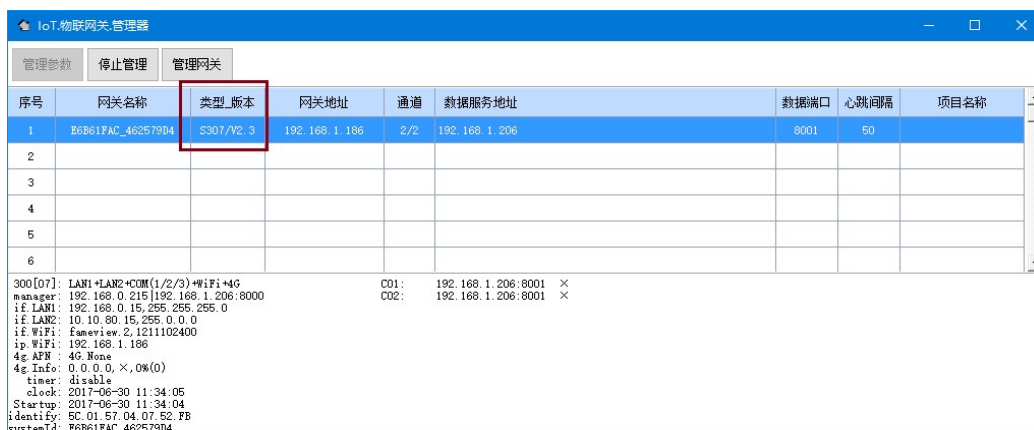 IoT.物联网关.管理器
管理参数 停止管理 管理网关
序号 网关名称 类型_版本 网关地址 通道 数据服务地址 数据端口 心跳间隔 项目名称
1 E6B61FAC_462579D4 S307/V2.3 192.168.1.186 2/2 192.168.1.206 8001 50
2
3
4
5
6
300[07]: LAN1+LAN2+COM(1/2/3)+WiFi+4G C01: 192.168.1.206:8001 ×
manager: 192.168.0.215|192.168.1.206:8000 C02: 192.168.1.206:8001 ×
if.LAN1: 192.168.0.15,255.255.255.0
if.LAN2: 10.10.80.15,255.0.0.0
if.WiFi: fameview.2,1211102400
ip.WiFi: 192.168.1.186
4g.APN : 4G.None
4g.Info: 0.0.0.0,×,0%(0)
timer: disable
clock: 2017-06-30 11:34:05
Startup: 2017-06-30 11:34:04
identify: 5C.01.57.04.07.52.FB
systemId: E6B61FAC_462579D4